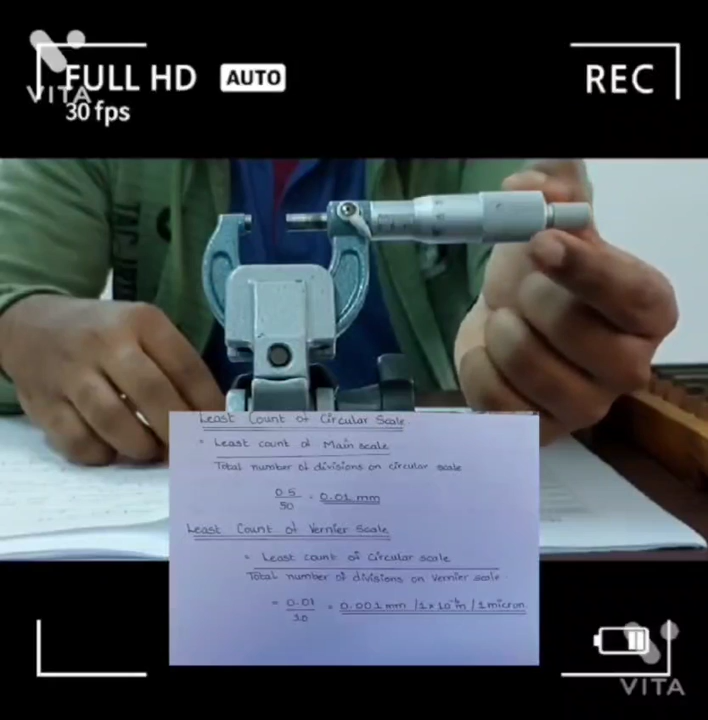 FULL HD AUTO
REC
VITA
30 fps
Least Count of Circular Scale
= Least count of Main scale
Total number of divisions on circular scale
0.5
50
= 0.01 mm
Least Count of Vernier Scale
= Least count of circular scale
Total number of divisions on vernier scale
= 0.01
10
= 0.001 mm / 1 x 10⁻⁶m / 1 micron.
VITA